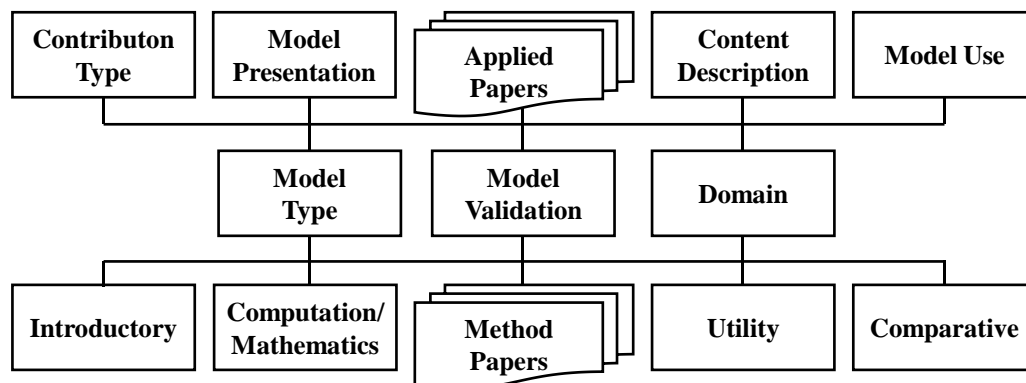 Contributon
Type
Model
Presentation
Applied
Papers
Content
Description
Model Use
Model
Type
Model
Validation
Domain
Introductory
Computation/
Mathematics
Method
Papers
Utility
Comparative